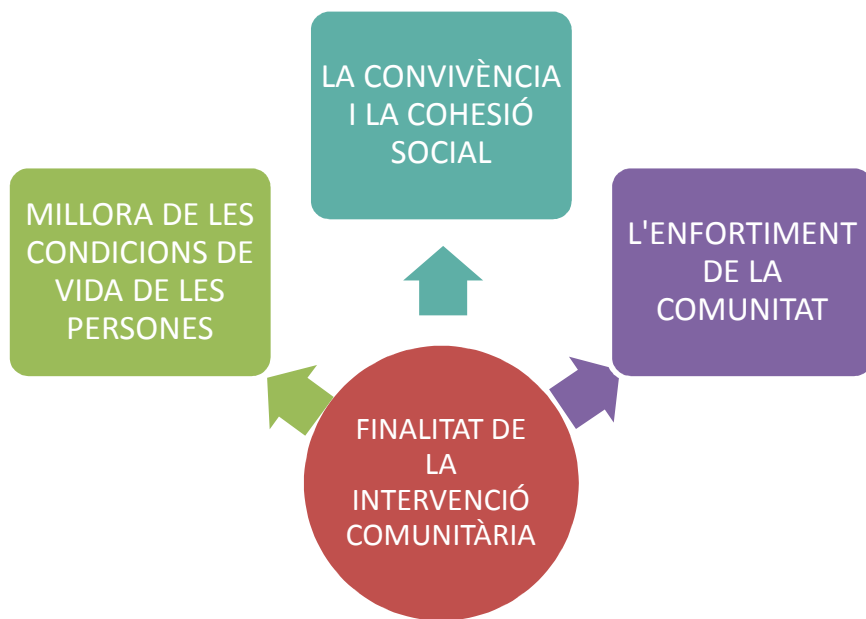 LA CONVIVÈNCIA
I LA COHESIÓ
SOCIAL
MILLORA DE LES
CONDICIONS DE
VIDA DE LES
PERSONES
L'ENFORTIMENT
DE LA
COMUNITAT
FINALITAT DE
LA
INTERVENCIÓ
COMUNITÀRIA